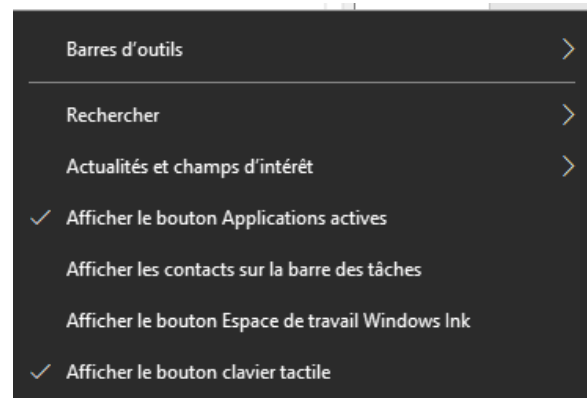 Barres d’outils
Rechercher
Actualités et champs d’intérêt
Afficher le bouton Applications actives
Afficher les contacts sur la barre des tâches
Afficher le bouton Espace de travail Windows Ink
Afficher le bouton clavier tactile